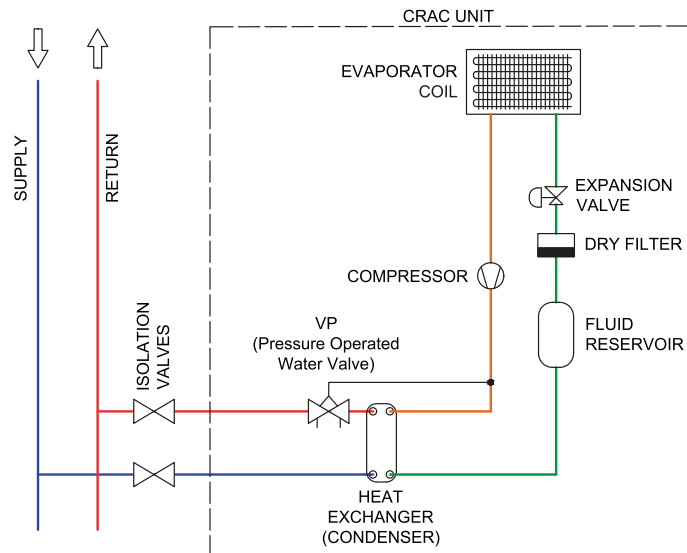 CRAC UNIT
EVAPORATOR
COIL
SUPPLY
RETURN
EXPANSION
VALVE
DRY FILTER
COMPRESSOR
FLUID
RESERVOIR
VP
(Pressure Operated
Water Valve)
ISOLATION
VALVES
HEAT
EXCHANGER
(CONDENSER)